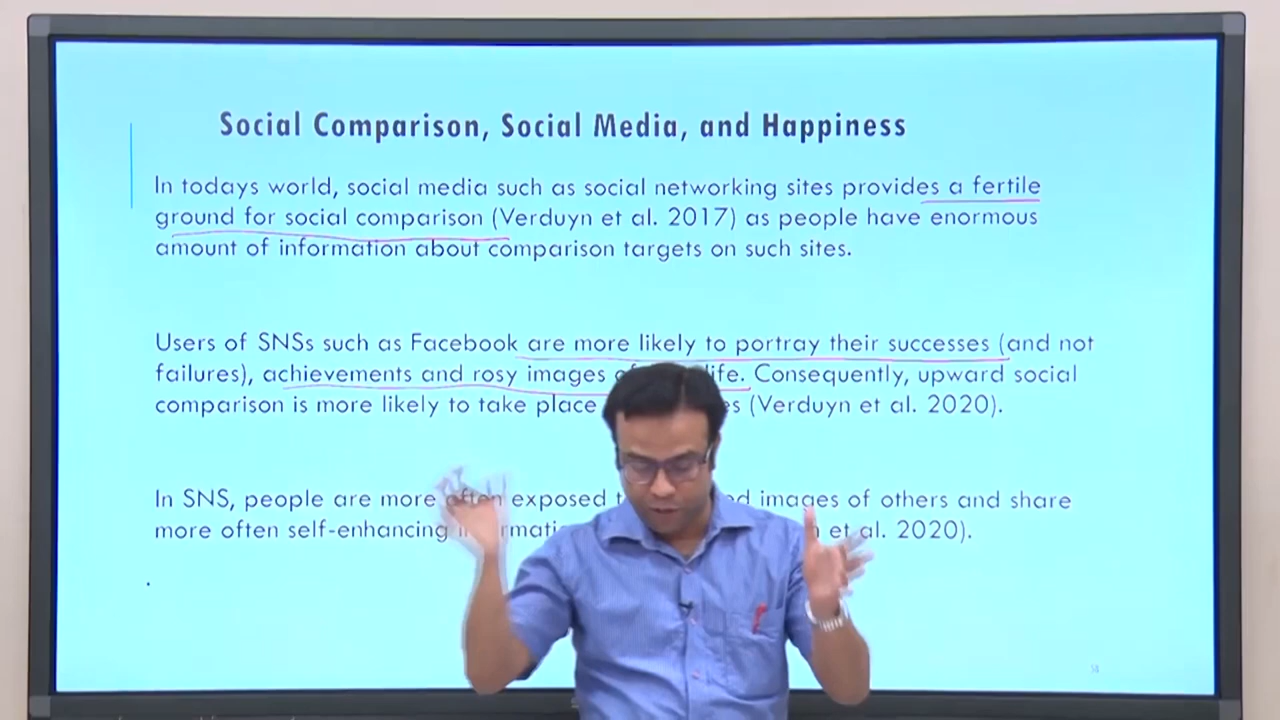 Social Comparison, Social Media, and Happiness
In todays world, social media such as social networking sites provides a fertile
ground for social comparison (Verduyn et al. 2017) as people have enormous
amount of information about comparison targets on such sites.
Users of SNSs such as Facebook are more likely to portray their successes (and not
failures), achievements and rosy images life. Consequently, upward social
comparison is more likely to take place (Verduyn et al. 2020).
In SNS, people are more often exposed images of others and share
more often self-enhancing et al. 2020).